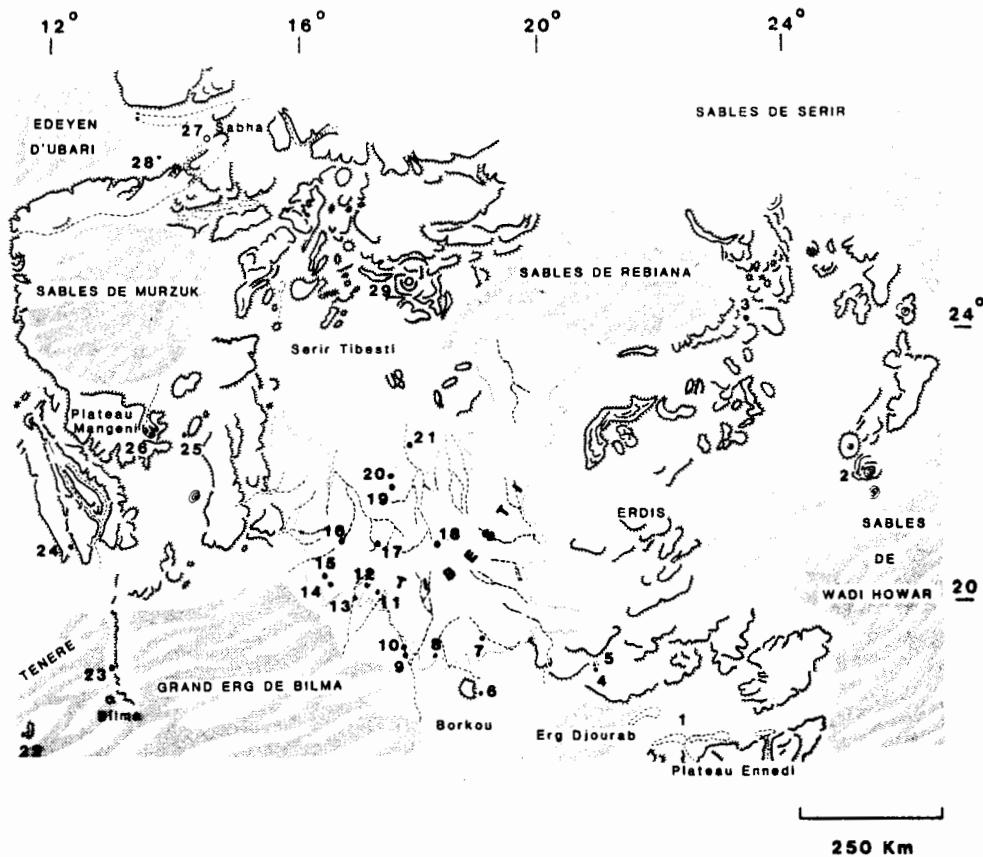 12° 16° 20° 24°
SABLES DE SERIR
EDEYEN
D'UBARI
27 Sabha
28
SABLES DE MURZUK
29
SABLES DE REBIANA
3
24°
Serir Tibesti
Plateau
Mangeni
26
25
21
20
19
2
24
16
17
18
T I B E S T I
ERDIS
SABLES
DE
WADI HOWAR
20
15
14
12
13
11
10
9
8
7
5
4
TENERE
23
GRAND ERG DE BILMA
6
Bilma
22
Borkou
Erg Djourab
1
Plateau Ennedi
250 Km